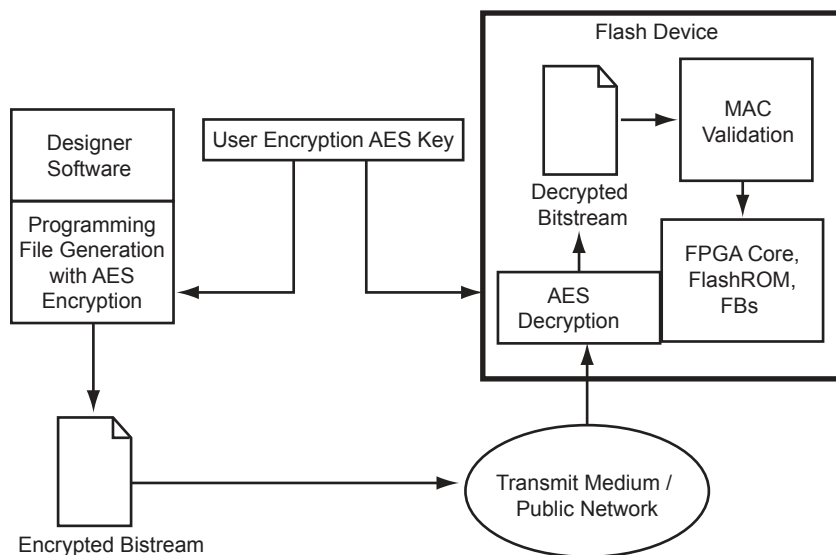 Flash Device
MAC
Validation
Designer
Software
User Encryption AES Key
Decrypted
Bitstream
Programming
File Generation
with AES
Encryption
FPGA Core,
FlashROM,
FBs
AES
Decryption
Transmit Medium /
Public Network
Encrypted Bistream